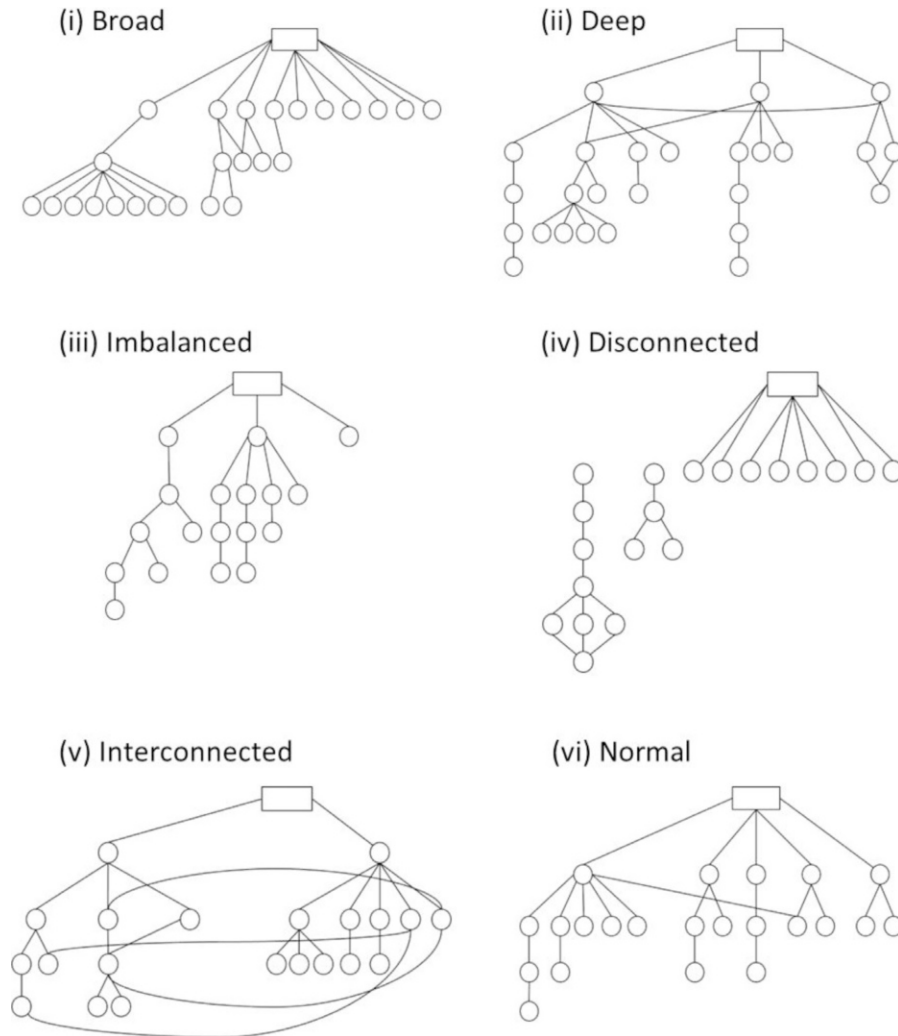 (i) Broad
(ii) Deep
(iii) Imbalanced
(iv) Disconnected
(v) Interconnected
(vi) Normal